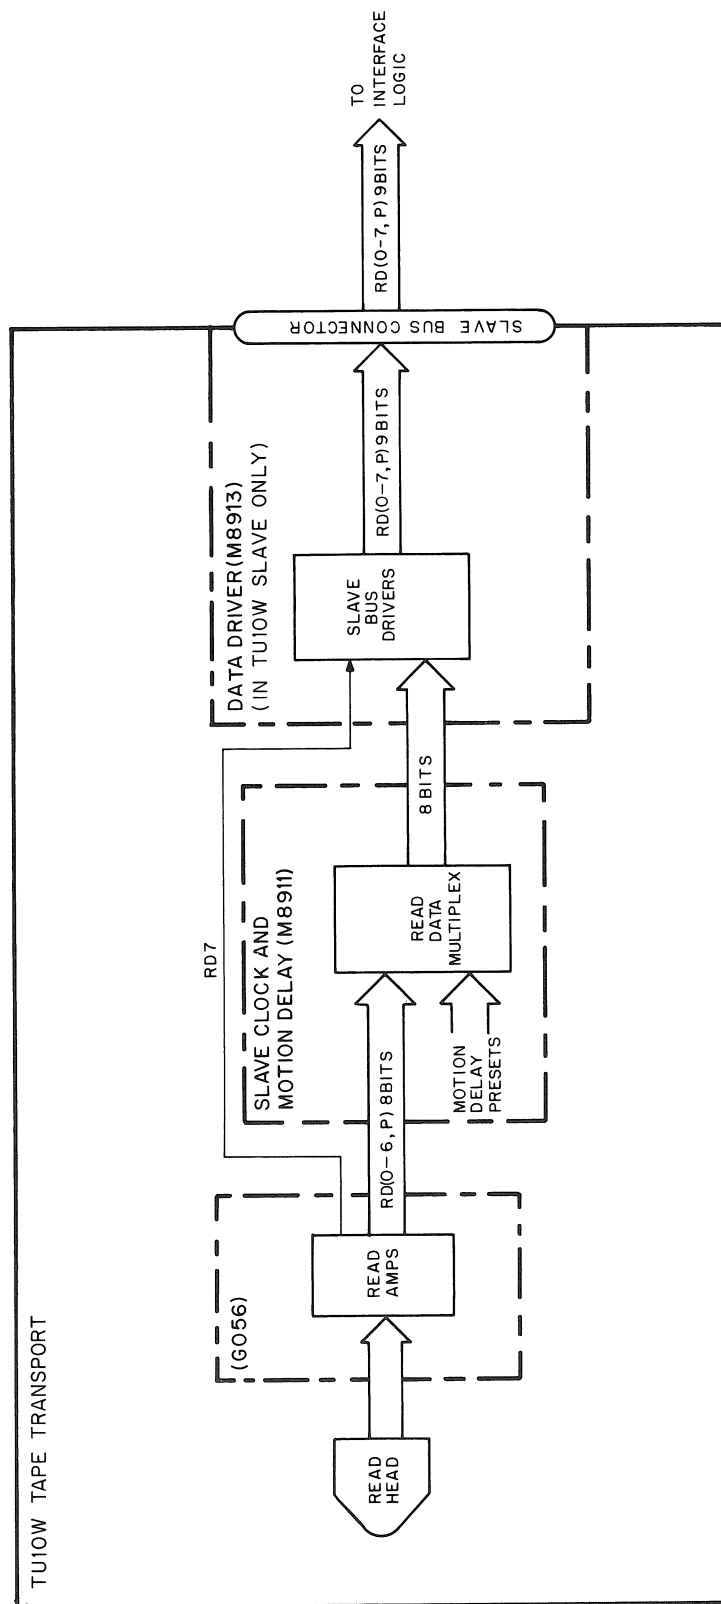 TU10W TAPE TRANSPORT
READ
HEAD
(G056)
READ
AMPS
RD7
RD(0-6, P) 8BITS
SLAVE CLOCK AND
MOTION DELAY (M8911)
MOTION
DELAY
PRESETS
READ
DATA
MULTIPLEX
8 BITS
DATA DRIVER (M8913)
(IN TU10W SLAVE ONLY)
SLAVE
BUS
DRIVERS
RD(0-7, P) 9BITS
SLAVE BUS CONNECTOR
RD(0-7, P) 9BITS
TO
INTERFACE
LOGIC